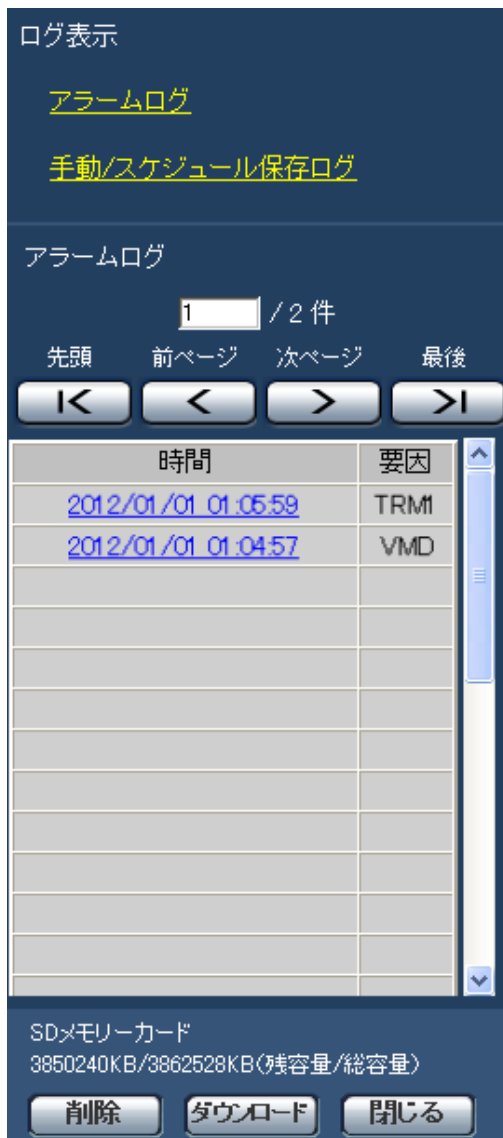 ログ表示
アラームログ
手動/スケジュール保存ログ
アラームログ
1 / 2 件
先頭 前ページ 次ページ 最後
|< < > >|
時間 要因
2012/01/01 01:05:59 TRM1
2012/01/01 01:04:57 VMD
SDメモリーカード
3850240KB/3862528KB(残容量/総容量)
削除 ダウンロード 閉じる